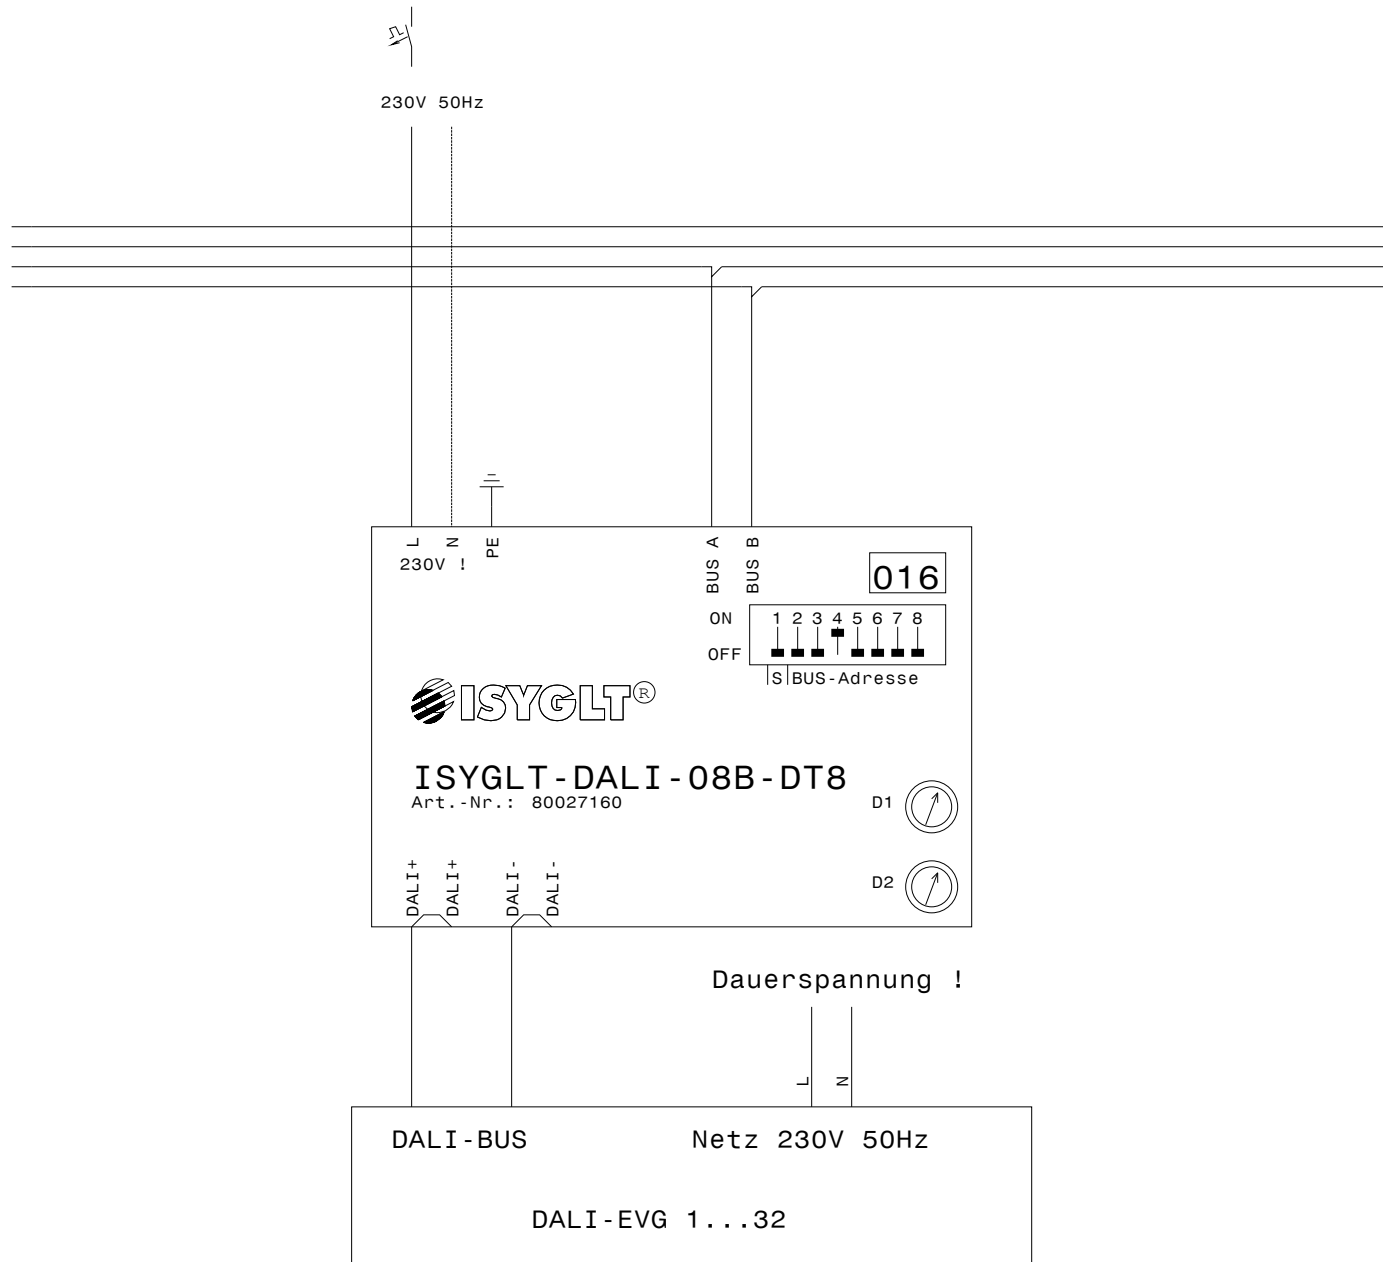 230V 50Hz
L N PE BUS A BUS B
230V !
016
ON 1 2 3 4 5 6 7 8
OFF
S BUS-Adresse
ISYGLT®
ISYGLT-DALI-08B-DT8
Art.-Nr.: 80027160
D1
D2
DALI+ DALI+ DALI- DALI-
Dauerspannung !
L N
DALI-BUS Netz 230V 50Hz
DALI-EVG 1...32